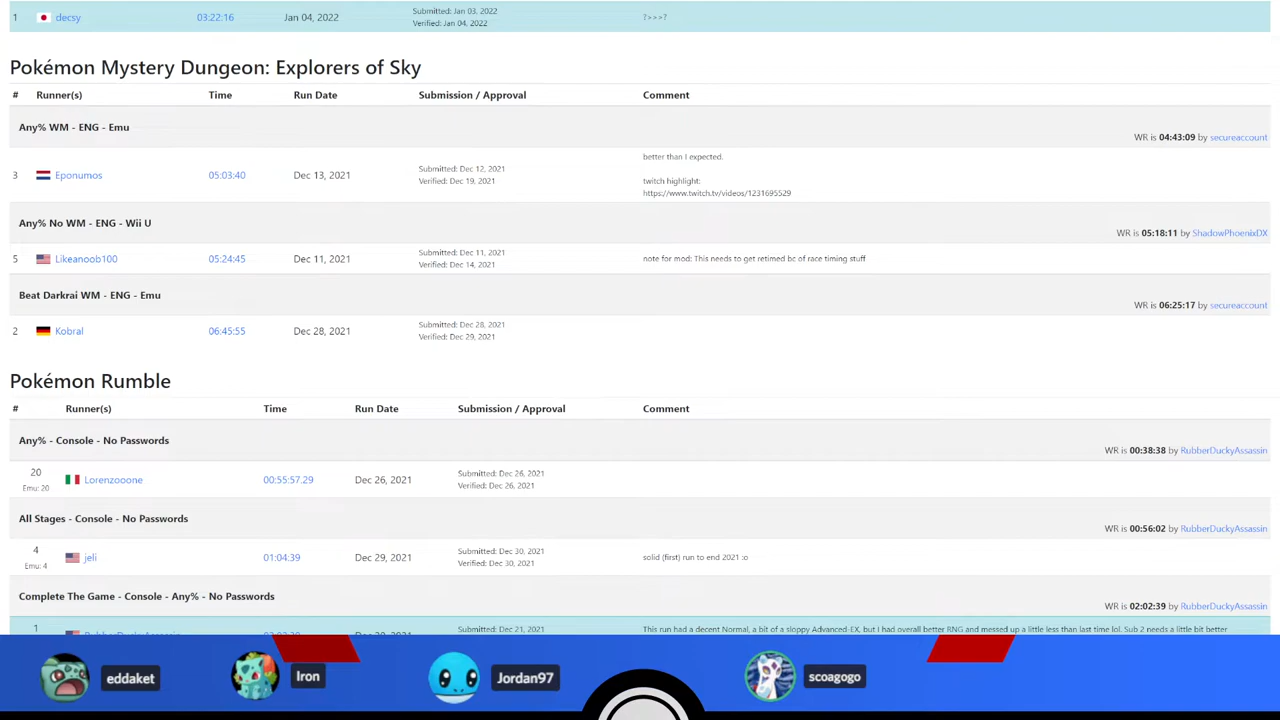 1 decsy 03:22:16 Jan 04, 2022 Submitted: Jan 03, 2022 ?>>>?
Verified: Jan 04, 2022
Pokémon Mystery Dungeon: Explorers of Sky
# Runner(s) Time Run Date Submission / Approval Comment
Any% WM - ENG - Emu
WR is 04:43:09 by secureaccount
better than I expected.
3 Eponumos 05:03:40 Dec 13, 2021 Submitted: Dec 12, 2021
Verified: Dec 19, 2021
twitch highlight:
https://www.twitch.tv/videos/1231695529
Any% No WM - ENG - Wii U
WR is 05:18:11 by ShadowPhoenixDX
5 Likeanoob100 05:24:45 Dec 11, 2021 Submitted: Dec 11, 2021 note for mod: This needs to get retimed bc of race timing stuff
Verified: Dec 14, 2021
Beat Darkrai WM - ENG - Emu
WR is 06:25:17 by secureaccount
2 Kobral 06:45:55 Dec 28, 2021 Submitted: Dec 28, 2021
Verified: Dec 29, 2021
Pokémon Rumble
# Runner(s) Time Run Date Submission / Approval Comment
Any% - Console - No Passwords
WR is 00:38:38 by RubberDuckyAssassin
20 Lorenzooone 00:55:57.29 Dec 26, 2021 Submitted: Dec 26, 2021
Emu: 20 Verified: Dec 26, 2021
All Stages - Console - No Passwords
WR is 00:56:02 by RubberDuckyAssassin
4 jeli 01:04:39 Dec 29, 2021 Submitted: Dec 30, 2021 solid (first) run to end 2021 :o
Emu: 4 Verified: Dec 30, 2021
Complete The Game - Console - Any% - No Passwords
WR is 02:02:39 by RubberDuckyAssassin
1 RubberDuckyAssassin Submitted: Dec 21, 2021 This run had a decent Normal, a bit of a sloppy Advanced-EX, but I had overall better RNG and messed up a little less than last time lol. Sub 2 needs a little bit better
eddaket Iron Jordan97 scoagogo